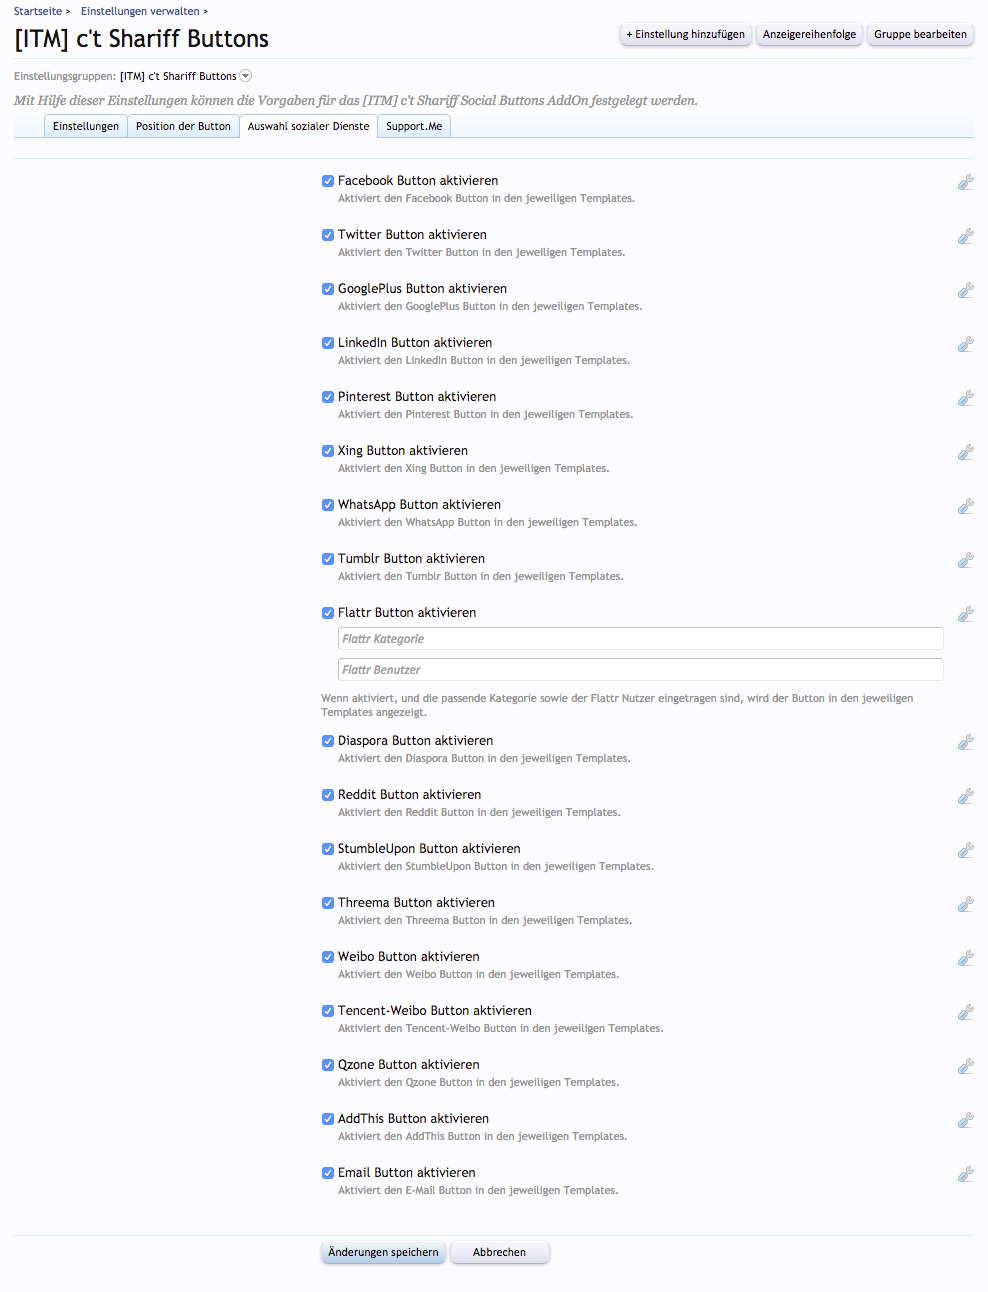 Startseite > Einstellungen verwalten >
[ITM] c't Shariff Buttons
+ Einstellung hinzufügen Anzeigereihenfolge Gruppe bearbeiten
Einstellungsgruppen: [ITM] c't Shariff Buttons
Mit Hilfe dieser Einstellungen können die Vorgaben für das [ITM] c't Shariff Social Buttons AddOn festgelegt werden.
Einstellungen Position der Button Auswahl sozialer Dienste Support.Me
Facebook Button aktivieren
Aktiviert den Facebook Button in den jeweiligen Templates.
Twitter Button aktivieren
Aktiviert den Twitter Button in den jeweiligen Templates.
GooglePlus Button aktivieren
Aktiviert den GooglePlus Button in den jeweiligen Templates.
LinkedIn Button aktivieren
Aktiviert den LinkedIn Button in den jeweiligen Templates.
Pinterest Button aktivieren
Aktiviert den Pinterest Button in den jeweiligen Templates.
Xing Button aktivieren
Aktiviert den Xing Button in den jeweiligen Templates.
WhatsApp Button aktivieren
Aktiviert den WhatsApp Button in den jeweiligen Templates.
Tumblr Button aktivieren
Aktiviert den Tumblr Button in den jeweiligen Templates.
Flattr Button aktivieren
Flattr Kategorie
Flattr Benutzer
Wenn aktiviert, und die passende Kategorie sowie der Flattr Nutzer eingetragen sind, wird der Button in den jeweiligen
Templates angezeigt.
Diaspora Button aktivieren
Aktiviert den Diaspora Button in den jeweiligen Templates.
Reddit Button aktivieren
Aktiviert den Reddit Button in den jeweiligen Templates.
StumbleUpon Button aktivieren
Aktiviert den StumbleUpon Button in den jeweiligen Templates.
Threema Button aktivieren
Aktiviert den Threema Button in den jeweiligen Templates.
Weibo Button aktivieren
Aktiviert den Weibo Button in den jeweiligen Templates.
Tencent-Weibo Button aktivieren
Aktiviert den Tencent-Weibo Button in den jeweiligen Templates.
Qzone Button aktivieren
Aktiviert den Qzone Button in den jeweiligen Templates.
AddThis Button aktivieren
Aktiviert den AddThis Button in den jeweiligen Templates.
Email Button aktivieren
Aktiviert den E-Mail Button in den jeweiligen Templates.
Änderungen speichern Abbrechen